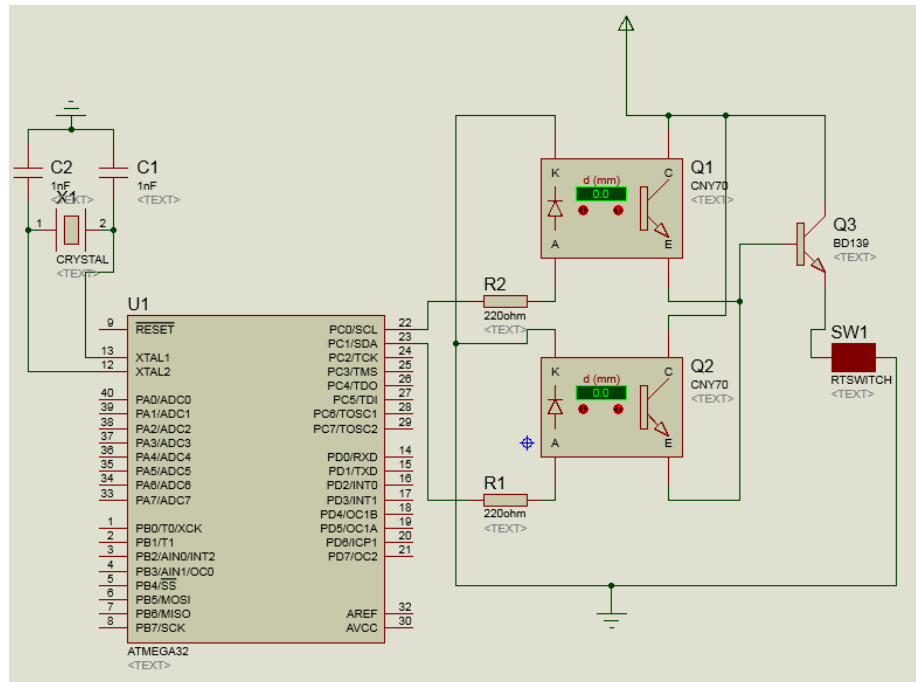 C2
1nF
<TEXT>
C1
1nF
<TEXT>
X1
1
2
CRYSTAL
<TEXT>
U1
9 RESET
13 XTAL1
12 XTAL2
40 PA0/ADC0
39 PA1/ADC1
38 PA2/ADC2
37 PA3/ADC3
36 PA4/ADC4
35 PA5/ADC5
34 PA6/ADC6
33 PA7/ADC7
1 PB0/T0/XCK
2 PB1/T1
3 PB2/AIN0/INT2
4 PB3/AIN1/OC0
5 PB4/SS
6 PB5/MOSI
7 PB6/MISO
8 PB7/SCK
PC0/SCL 22
PC1/SDA 23
PC2/TCK 24
PC3/TMS 25
PC4/TDO 26
PC5/TDI 27
PC6/TOSC1 28
PC7/TOSC2 29
PD0/RXD 14
PD1/TXD 15
PD2/INT0 16
PD3/INT1 17
PD4/OC1B 18
PD5/OC1A 19
PD6/ICP1 20
PD7/OC2 21
AREF 32
AVCC 30
ATMEGA32
<TEXT>
R2
220ohm
<TEXT>
R1
220ohm
<TEXT>
K
d (mm)
0.0
C
A
E
Q1
CNY70
<TEXT>
K
d (mm)
0.0
C
A
E
Q2
CNY70
<TEXT>
Q3
BD139
<TEXT>
SW1
RTSWITCH
<TEXT>